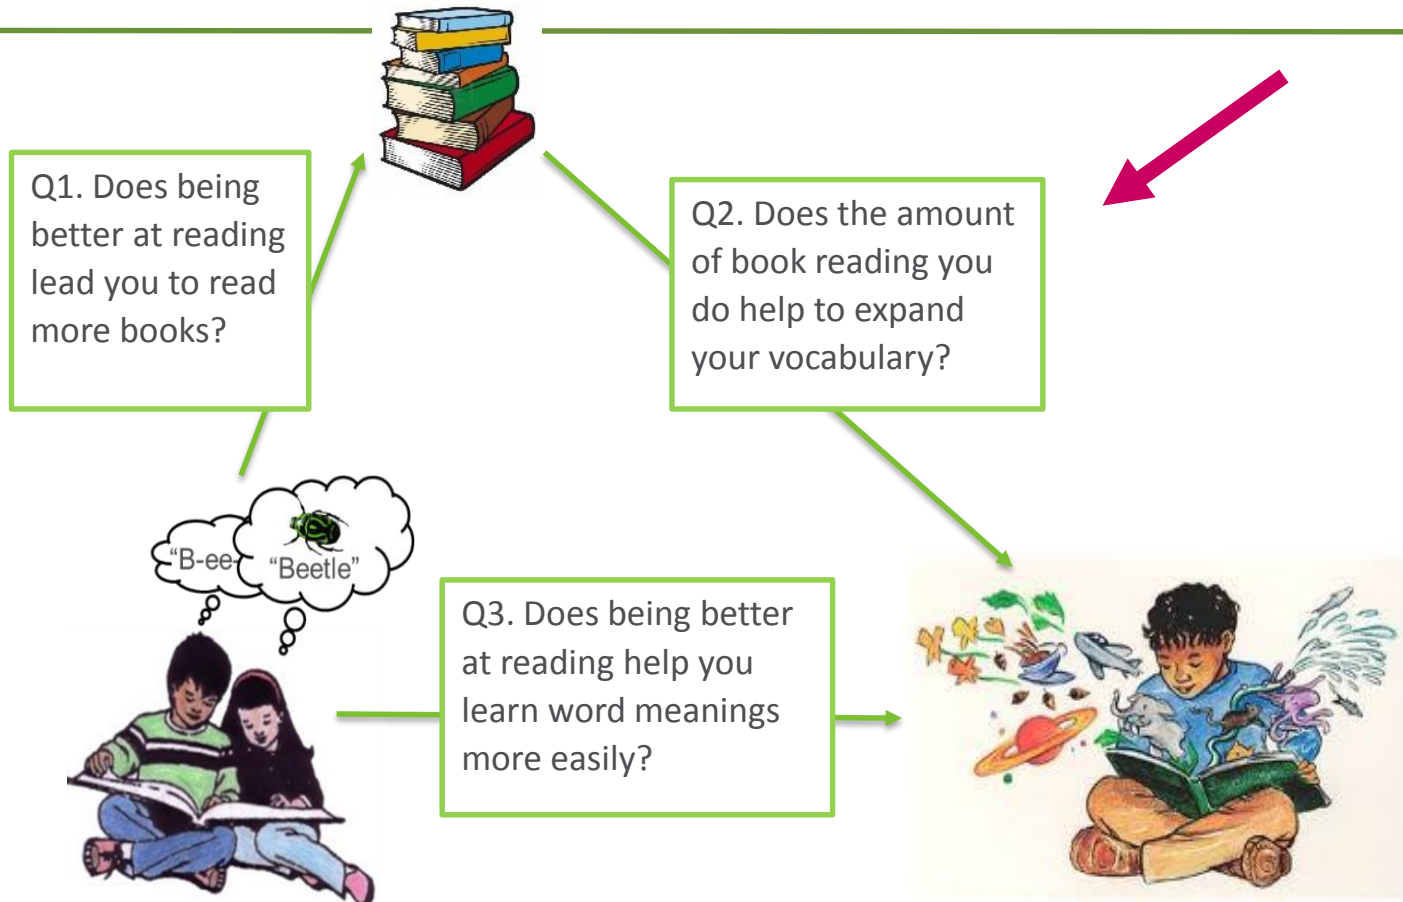 Q1. Does being
better at reading
lead you to read
more books?
Q2. Does the amount
of book reading you
do help to expand
your vocabulary?
"B-ee-
"Beetle"
Q3. Does being better
at reading help you
learn word meanings
more easily?